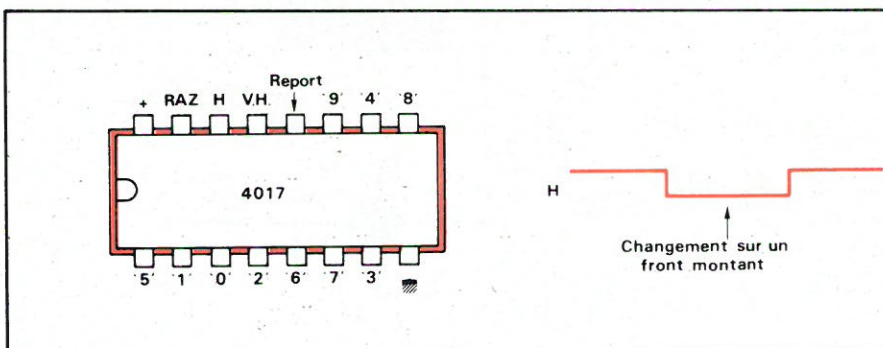 Report
+ RAZ H V.H. '9' '4' '8'
4017
'5' '1' '0' '2' '6' '7' '3'
H
Changement sur un
front montant